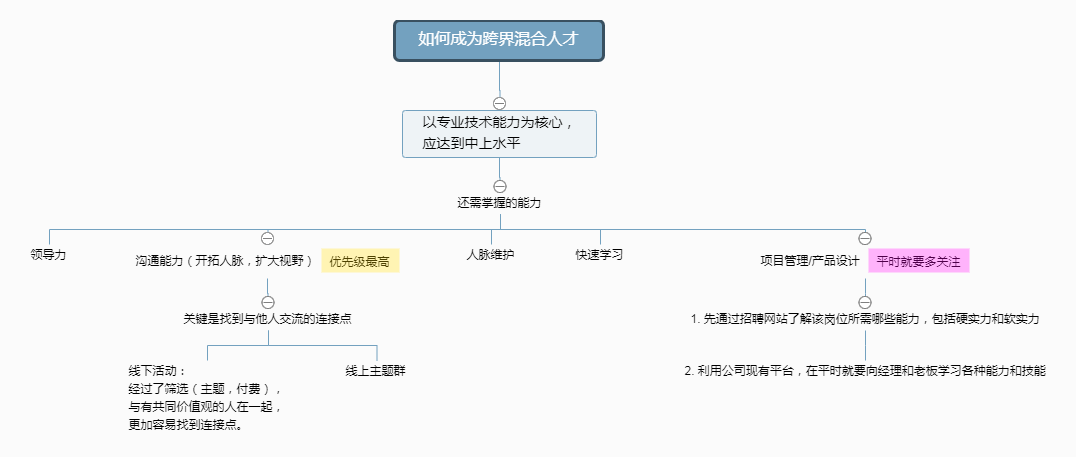 如何成为跨界混合人才
以专业技术能力为核心，
应达到中上水平
还需掌握的能力
领导力
沟通能力（开拓人脉，扩大视野）
优先级最高
人脉维护
快速学习
项目管理/产品设计
平时就要多关注
关键是找到与他人交流的连接点
1. 先通过招聘网站了解该岗位所需哪些能力，包括硬实力和软实力
线下活动：
经过了筛选（主题，付费），
与有共同价值观的人在一起，
更加容易找到连接点。
线上主题群
2. 利用公司现有平台，在平时就要向经理和老板学习各种能力和技能